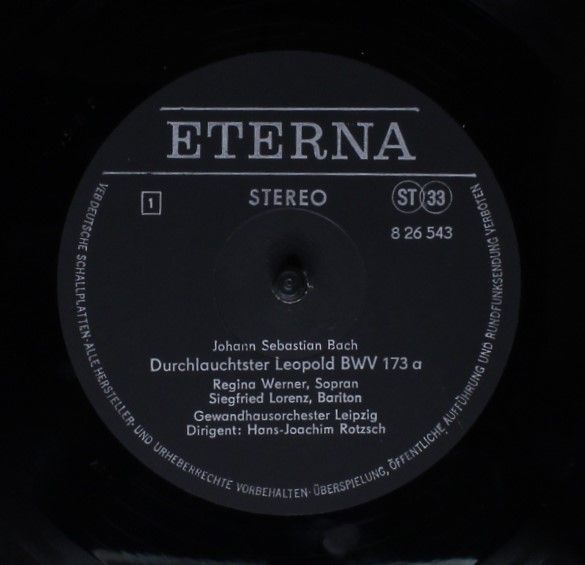 ETERNA
1
STEREO
ST 33
8 26 543
Johann Sebastian Bach
Durchlauchtster Leopold BWV 173 a
Regina Werner, Sopran
Siegfried Lorenz, Bariton
Gewandhausorchester Leipzig
Dirigent: Hans-Joachim Rotzsch
VEB DEUTSCHE SCHALLPLATTEN · ALLE HERSTELLER- UND URHEBERRECHTE VORBEHALTEN · ÜBERSPIELUNG, ÖFFENTLICHE AUFFÜHRUNG UND RUNDFUNKSENDUNG VERBOTEN